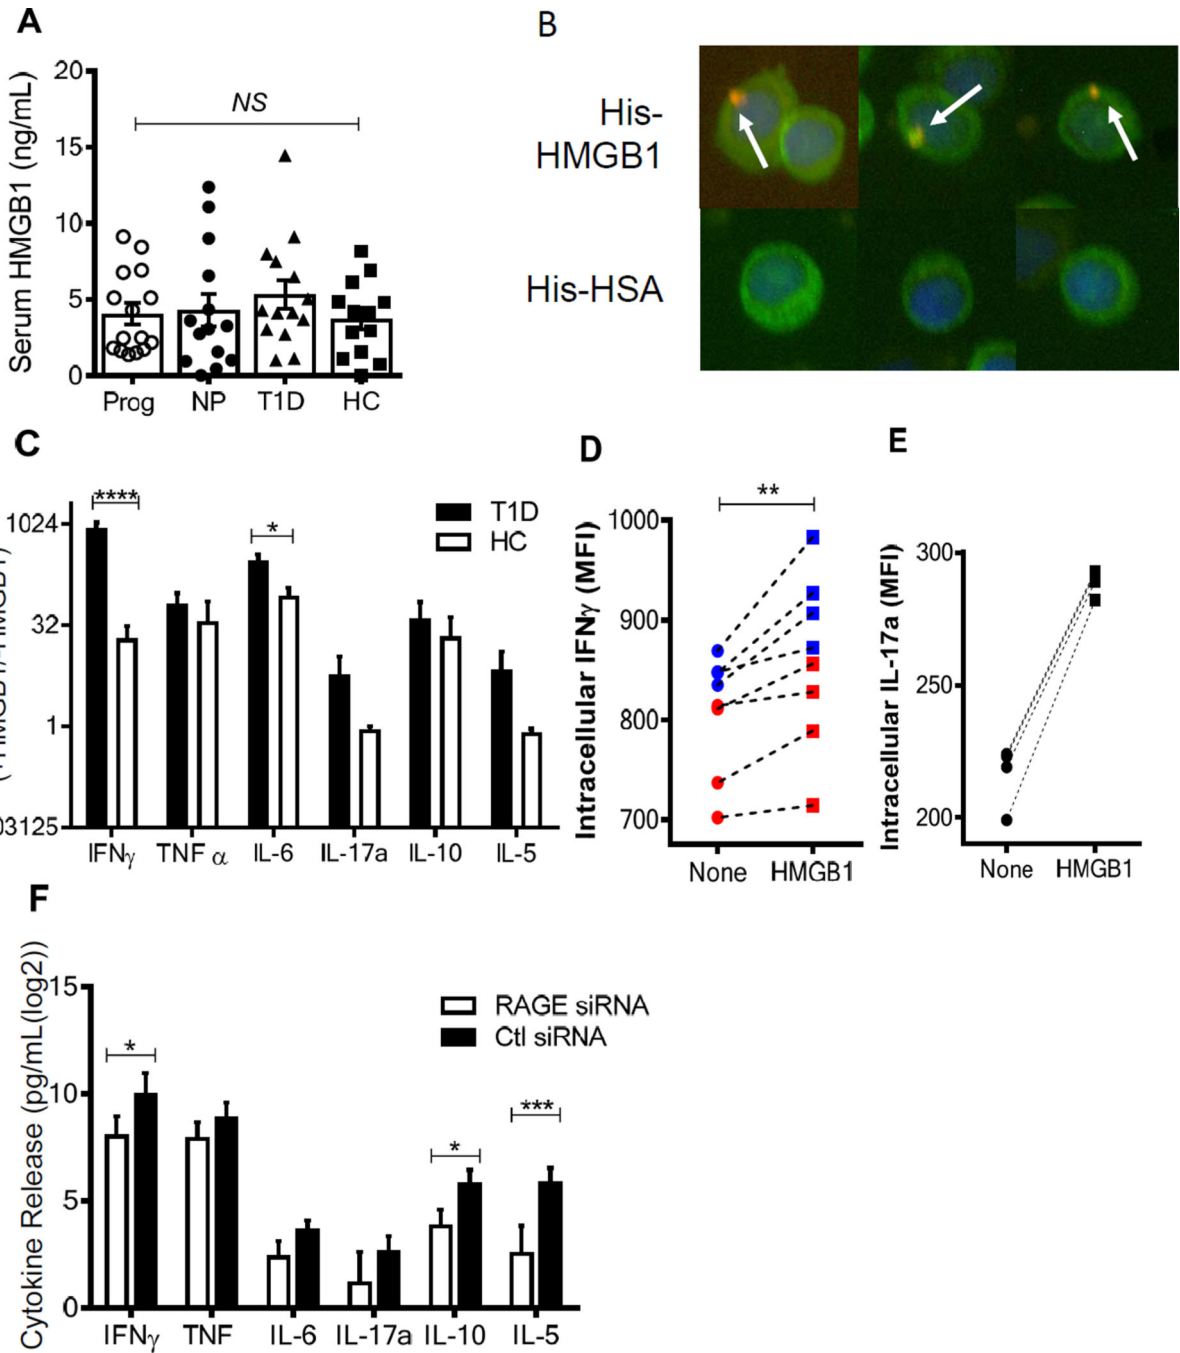 A
Serum HMGB1 (ng/mL)
20
15
10
5
0
NS
Prog NP T1D HC
B
His-
HMGB1
His-HSA
C
(+HMGB1/-HMGB1)
1024
32
1
03125
****
*
T1D
HC
IFNγ TNF α IL-6 IL-17a IL-10 IL-5
D
Intracellular IFNγ (MFI)
1000
900
800
700
**
None HMGB1
E
Intracellular IL-17a (MFI)
300
250
200
None HMGB1
F
Cytokine Release (pg/mL(log2))
15
10
5
0
*
*
***
RAGE siRNA
Ctl siRNA
IFNγ TNF IL-6 IL-17a IL-10 IL-5